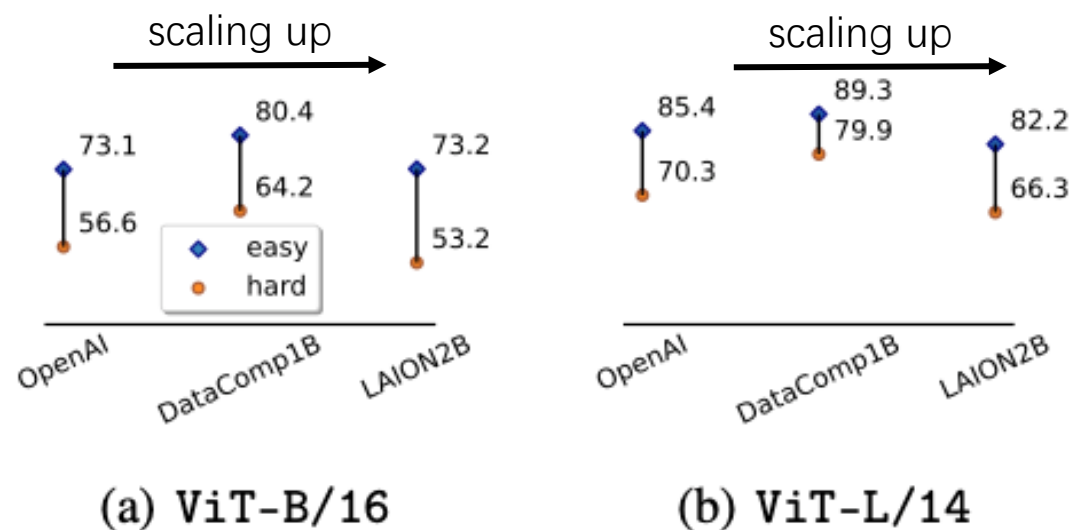 scaling up
73.1
80.4
73.2
56.6
64.2
53.2
easy
hard
OpenAI
DataComp1B
LAION2B
(a) ViT-B/16
scaling up
85.4
89.3
82.2
70.3
79.9
66.3
OpenAI
DataComp1B
LAION2B
(b) ViT-L/14